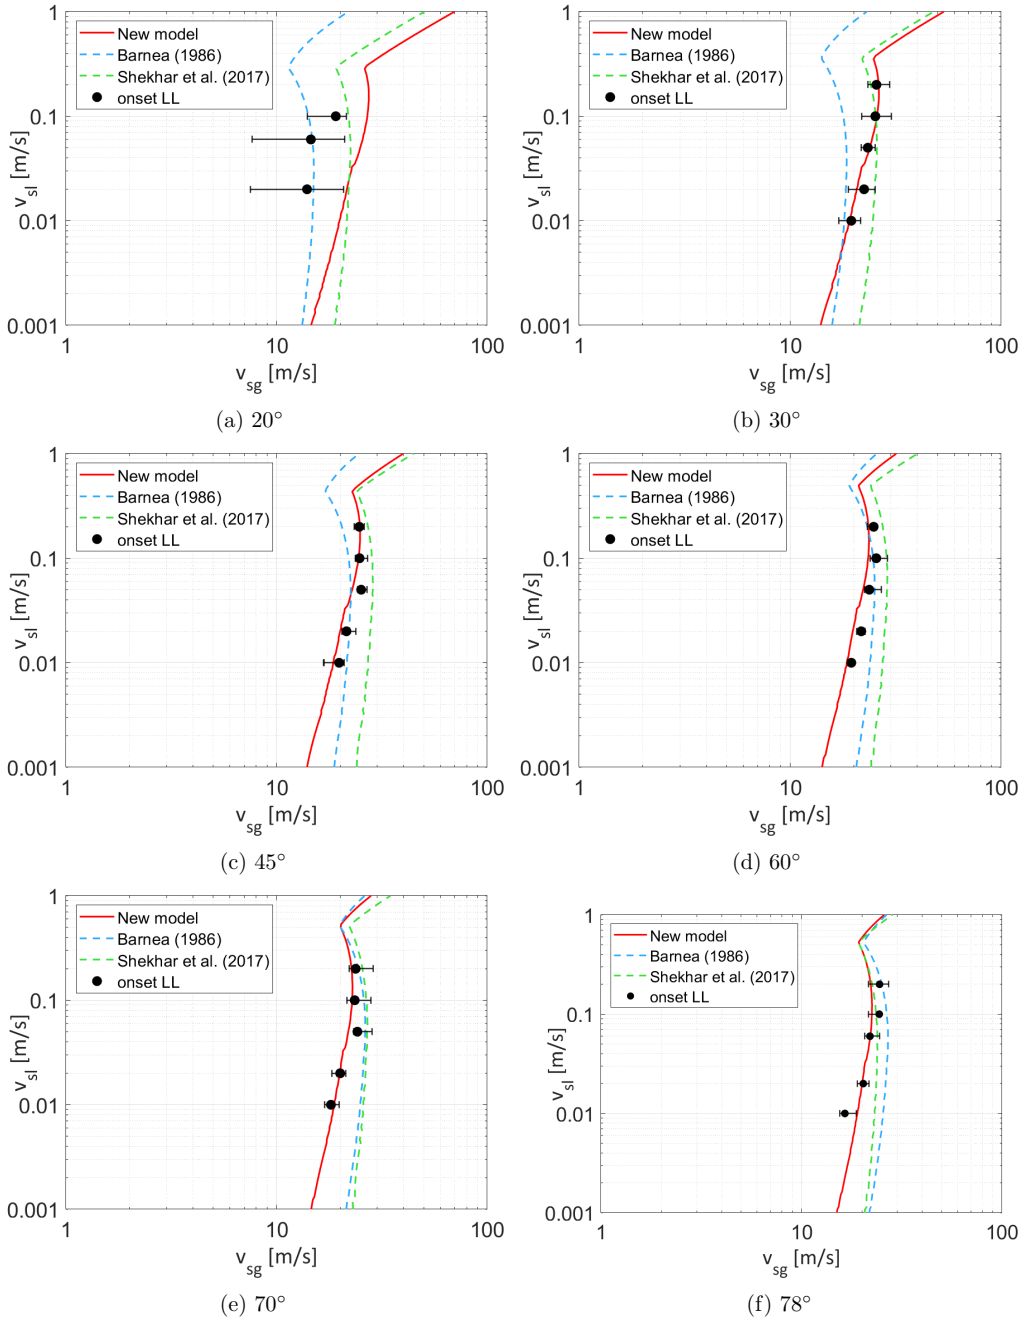 New model
Barnea (1986)
Shekhar et al. (2017)
onset LL
1
0.1
0.01
0.001
v_sl [m/s]
1
10
100
v_sg [m/s]
(a) 20°
New model
Barnea (1986)
Shekhar et al. (2017)
onset LL
1
0.1
0.01
0.001
v_sl [m/s]
1
10
100
v_sg [m/s]
(b) 30°
New model
Barnea (1986)
Shekhar et al. (2017)
onset LL
1
0.1
0.01
0.001
v_sl [m/s]
1
10
100
v_sg [m/s]
(c) 45°
New model
Barnea (1986)
Shekhar et al. (2017)
onset LL
1
0.1
0.01
0.001
v_sl [m/s]
1
10
100
v_sg [m/s]
(d) 60°
New model
Barnea (1986)
Shekhar et al. (2017)
onset LL
1
0.1
0.01
0.001
v_sl [m/s]
1
10
100
v_sg [m/s]
(e) 70°
New model
Barnea (1986)
Shekhar et al. (2017)
onset LL
1
0.1
0.01
0.001
v_sl [m/s]
1
10
100
v_sg [m/s]
(f) 78°